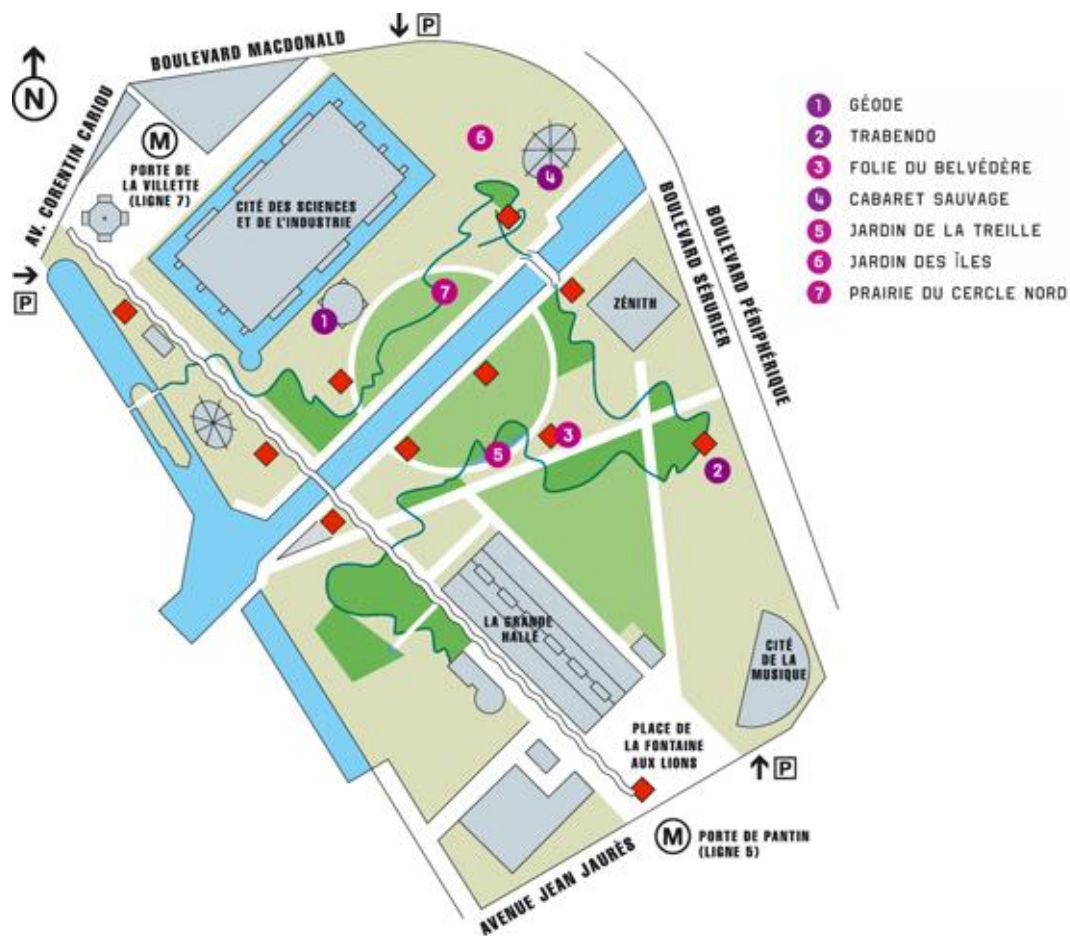 P
BOULEVARD MACDONALD
N
AV. CORENTIN CARIOU
M
PORTE DE
LA VILLETTE
(LIGNE 7)
P
CITÉ DES SCIENCES
ET DE L'INDUSTRIE
6
4
7
1
ZÉNITH
BOULEVARD SÉRURIER
BOULEVARD PÉRIPHÉRIQUE
3
5
2
LA GRANDE
HALLE
CITÉ
DE LA
MUSIQUE
PLACE DE
LA FONTAINE
AUX LIONS
P
M
PORTE DE PANTIN
(LIGNE 5)
AVENUE JEAN JAURÈS
1 GÉODE
2 TRABENDO
3 FOLIE DU BELVÉDÈRE
4 CABARET SAUVAGE
5 JARDIN DE LA TREILLE
6 JARDIN DES ÎLES
7 PRAIRIE DU CERCLE NORD